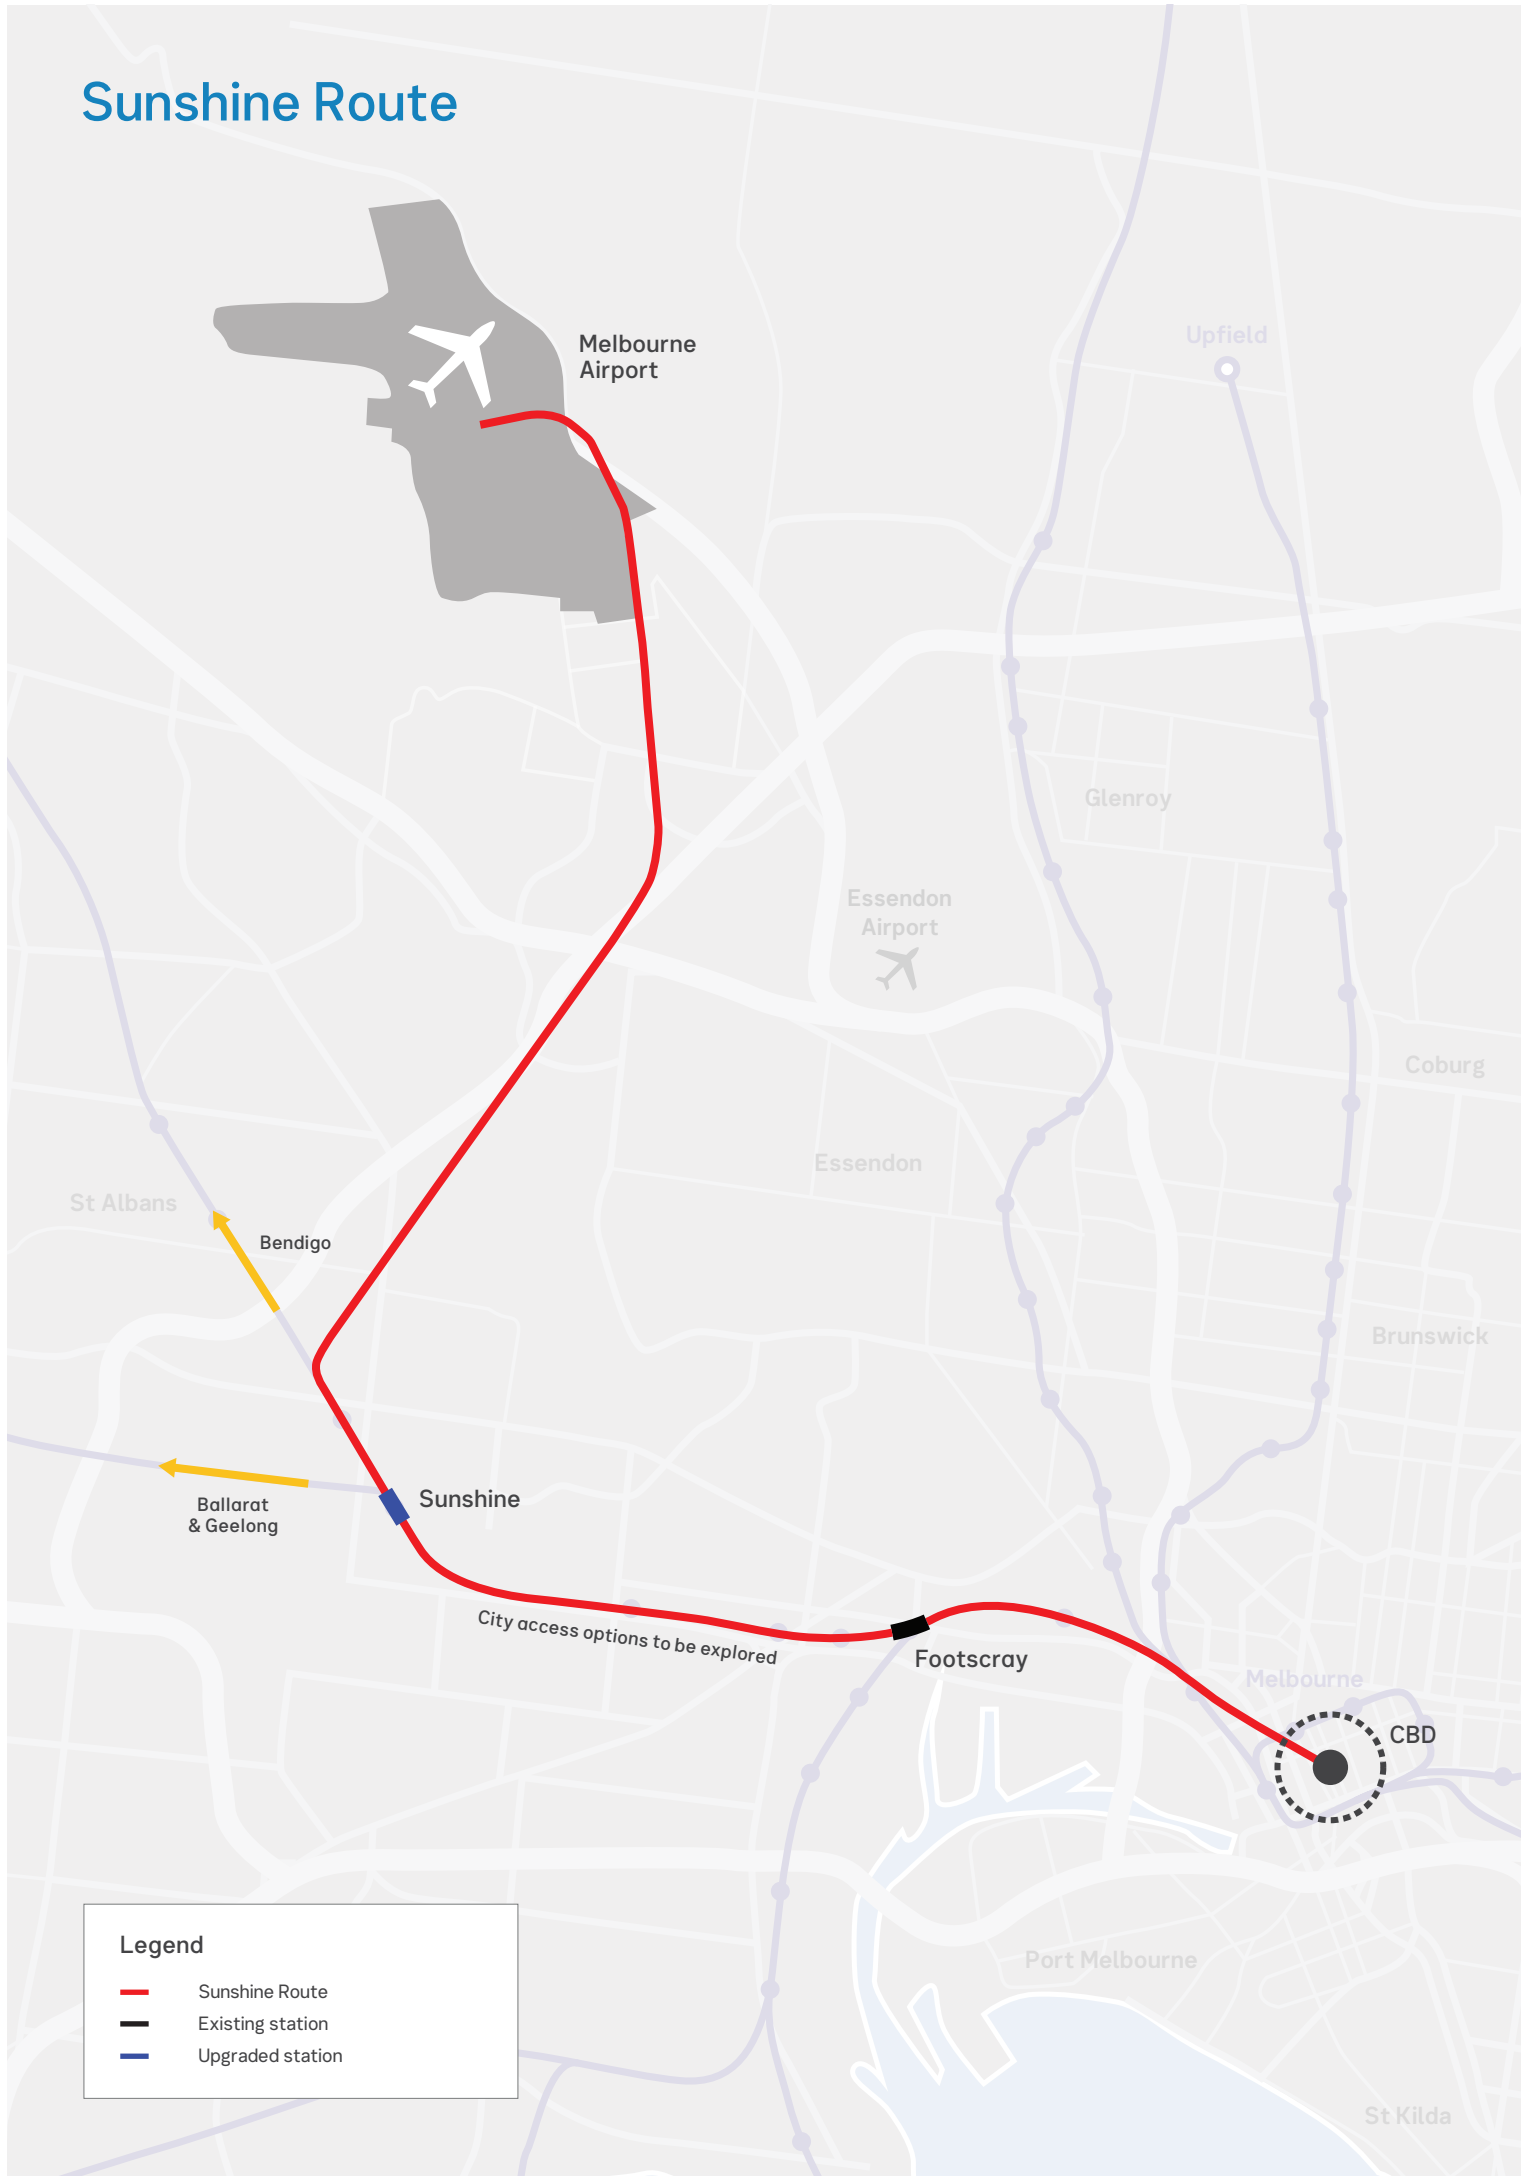 Sunshine Route
Melbourne
Airport
Upfield
Glenroy
Essendon
Airport
Coburg
Essendon
St Albans
Bendigo
Brunswick
Sunshine
Ballarat
& Geelong
City access options to be explored
Footscray
Melbourne
CBD
Legend
Sunshine Route
Existing station
Upgraded station
Port Melbourne
St Kilda